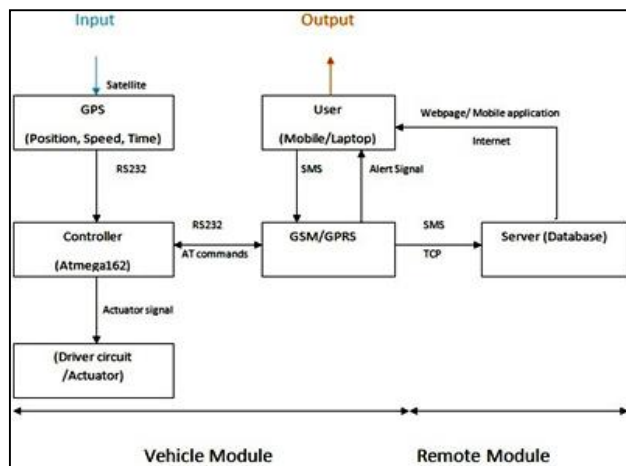 Input
Output
Satellite
GPS
(Position, Speed, Time)
User
(Mobile/Laptop)
Webpage/ Mobile application
Internet
RS232
SMS
Alert Signal
Controller
(Atmega162)
RS232
AT commands
GSM/GPRS
SMS
TCP
Server (Database)
Actuator signal
(Driver circuit
/Actuator)
Vehicle Module
Remote Module